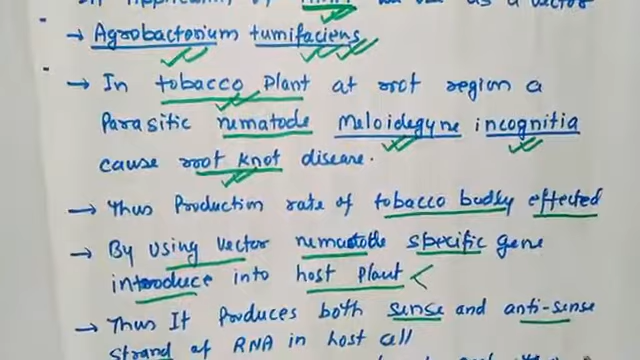 as a vector
→ Agrobactorium tumifaciens
→ In tobacco plant at root region a
Parasitic nematode Meloidegyne incognitia
cause root knot disease.
→ Thus Production rate of tobacco badly effected
→ By using vector nematode specific gene
introduce into host plant <
→ Thus It Produces both sense and anti-sense
Strand of RNA in host cell